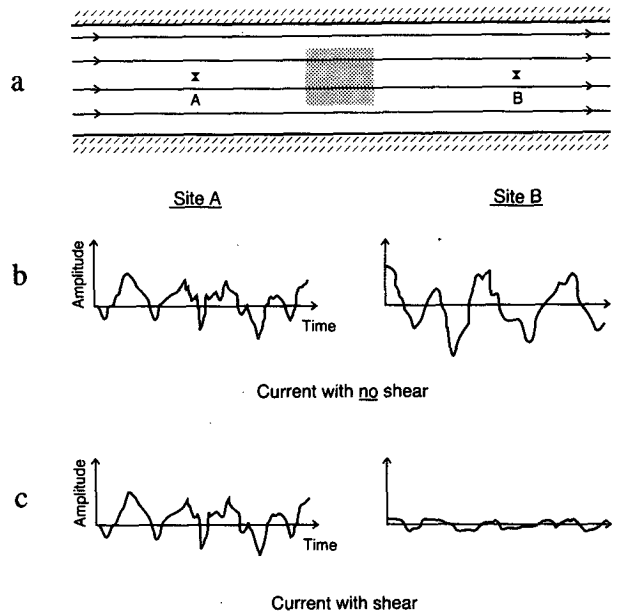 a
A
B
Site A
Site B
b
Amplitude
Time
Current with no shear
c
Amplitude
Time
Current with shear